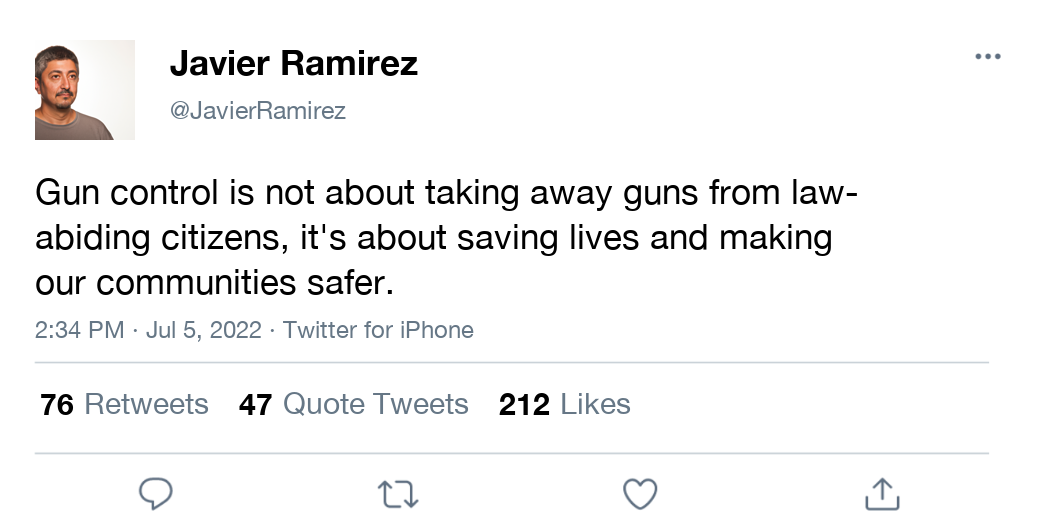 Javier Ramirez
@JavierRamirez
Gun control is not about taking away guns from law-
abiding citizens, it's about saving lives and making
our communities safer.
2:34 PM · Jul 5, 2022 · Twitter for iPhone
76 Retweets 47 Quote Tweets 212 Likes